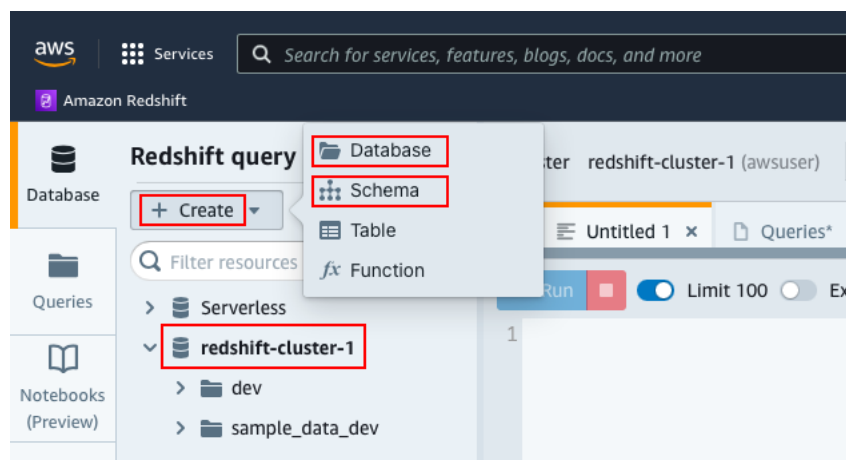 aws
Services
Search for services, features, blogs, docs, and more
Amazon Redshift
Database
Redshift query
+ Create
Filter resources
Serverless
redshift-cluster-1
dev
sample_data_dev
Queries
Notebooks
(Preview)
Database
Schema
Table
fx Function
redshift-cluster-1 (awsuser)
Untitled 1 ×
Queries*
Run
Limit 100
1